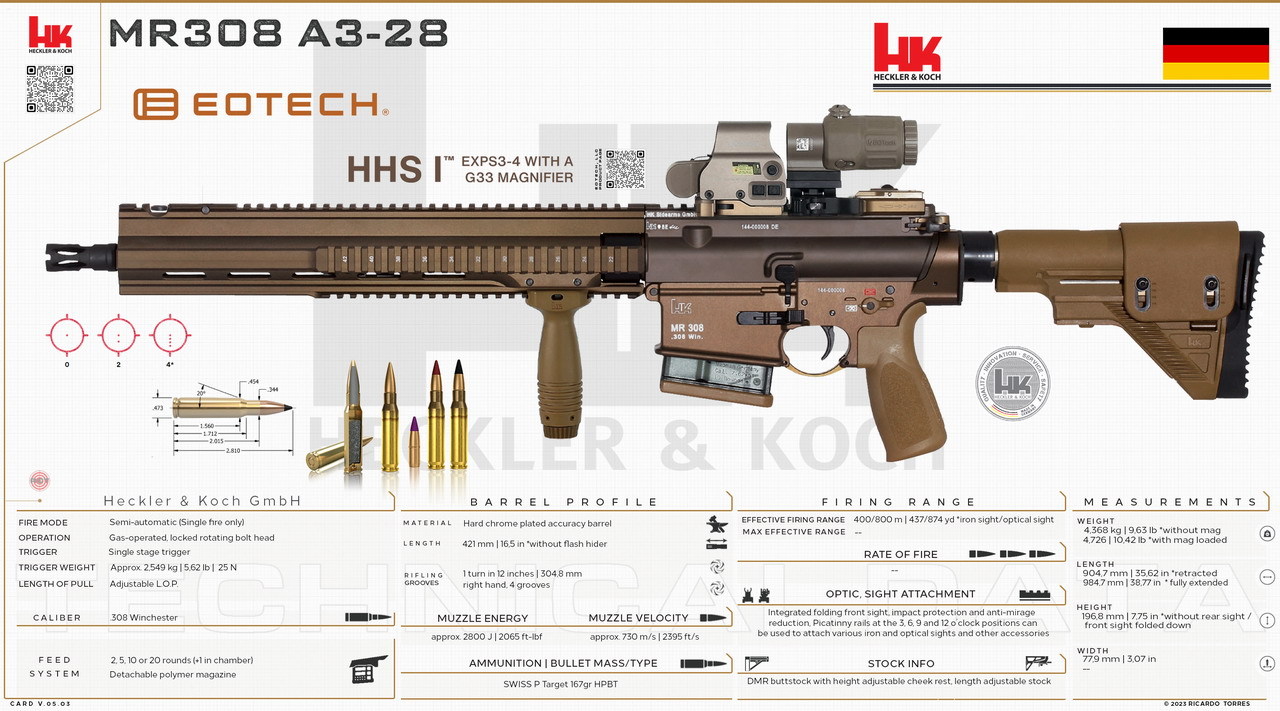 HK
HECKLER & KOCH
MR308 A3-28
EOTECH®
HHS I™ EXPS3-4 WITH A
G33 MAGNIFIER
HK
HECKLER & KOCH
HK Sidearms GmbH
144-000008 DE
144-000008
HK
MR 308
.308 Win.
0
2
4*
20°
.454
.344
.473
1.560
1.712
2.015
2.810
HK
HECKLER & KOCH
HECKLER & KOCH
TECHNICAL DATA
Heckler & Koch GmbH
FIRE MODE Semi-automatic (Single fire only)
OPERATION Gas-operated, locked rotating bolt head
TRIGGER Single stage trigger
TRIGGER WEIGHT Approx. 2,549 kg | 5,62 lb | 25 N
LENGTH OF PULL Adjustable L.O.P.
CALIBER .308 Winchester
FEED SYSTEM
2, 5, 10 or 20 rounds (+1 in chamber)
Detachable polymer magazine
BARREL PROFILE
MATERIAL Hard chrome plated accuracy barrel
LENGTH 421 mm | 16,5 in *without flash hider
RIFLING GROOVES
1 turn in 12 inches | 304.8 mm
right hand, 4 grooves
MUZZLE ENERGY
approx. 2800 J | 2065 ft-lbf
MUZZLE VELOCITY
approx. 730 m/s | 2395 ft/s
AMMUNITION | BULLET MASS/TYPE
SWISS P Target 167gr HPBT
FIRING RANGE
EFFECTIVE FIRING RANGE 400/800 m | 437/874 yd *iron sight/optical sight
MAX EFFECTIVE RANGE --
RATE OF FIRE
--
OPTIC, SIGHT ATTACHMENT
Integrated folding front sight, impact protection and anti-mirage
reduction, Picatinny rails at the 3, 6, 9 and 12 o'clock positions can
be used to attach various iron and optical sights and other accessories
STOCK INFO
DMR buttstock with height adjustable cheek rest, length adjustable stock
MEASUREMENTS
WEIGHT
4,368 kg | 9,63 lb *without mag
4,726 | 10,42 lb *with mag loaded
LENGTH
904,7 mm | 35,62 in *retracted
984,7 mm | 38,77 in * fully extended
HEIGHT
196,8 mm | 7,75 in *without rear sight /
front sight folded down
WIDTH
77,9 mm | 3,07 in
--
CARD V.05.03
© 2023 RICARDO TORRES